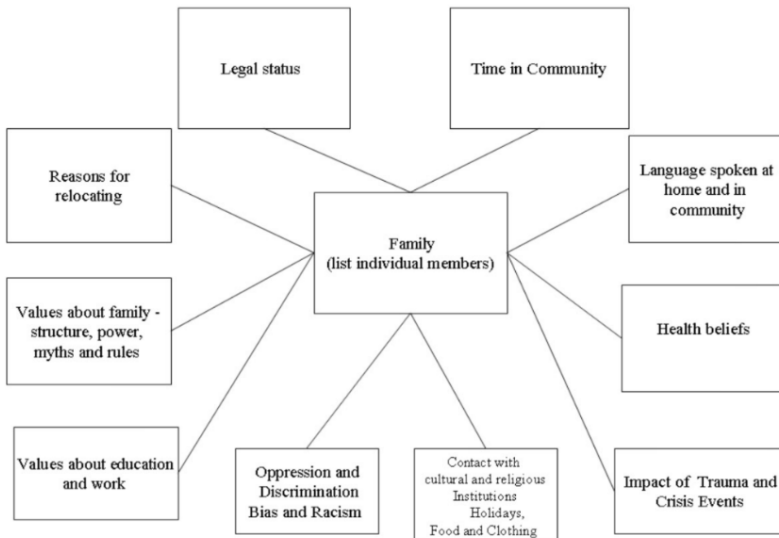 Legal status
Time in Community
Reasons for
relocating
Language spoken at
home and in
community
Family
(list individual members)
Values about family -
structure, power,
myths and rules
Health beliefs
Values about education
and work
Oppression and
Discrimination
Bias and Racism
Contact with
cultural and religious
Institutions
Holidays,
Food and Clothing
Impact of Trauma and
Crisis Events